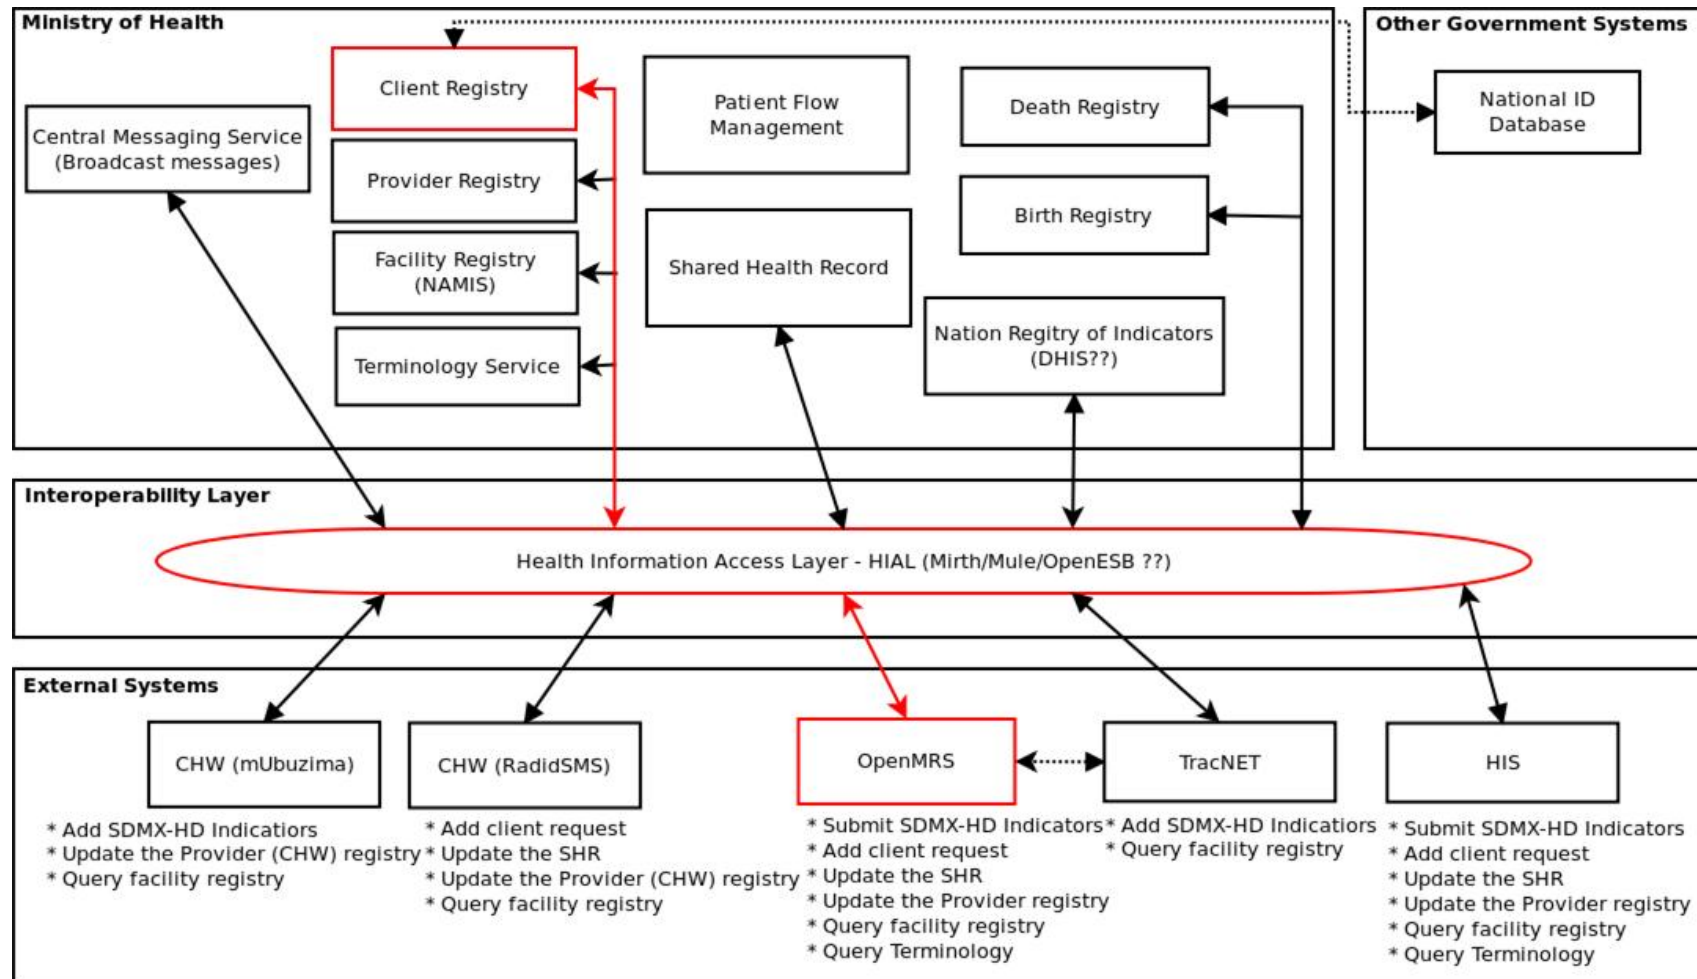 Ministry of Health
Other Government Systems
Client Registry
Central Messaging Service
(Broadcast messages)
Provider Registry
Facility Registry
(NAMIS)
Terminology Service
Patient Flow
Management
Shared Health Record
Death Registry
Birth Registry
Nation Regitry of Indicators
(DHIS??)
National ID
Database
Interoperability Layer
Health Information Access Layer - HIAL (Mirth/Mule/OpenESB ??)
External Systems
CHW (mUbuzima)
* Add SDMX-HD Indicatiors
* Update the Provider (CHW) registry
* Query facility registry
CHW (RadidSMS)
* Add client request
* Update the SHR
* Update the Provider (CHW) registry
* Query facility registry
OpenMRS
* Submit SDMX-HD Indicators
* Add client request
* Update the SHR
* Update the Provider registry
* Query facility registry
* Query Terminology
TracNET
* Add SDMX-HD Indicatiors
* Query facility registry
HIS
* Submit SDMX-HD Indicators
* Add client request
* Update the SHR
* Update the Provider registry
* Query facility registry
* Query Terminology